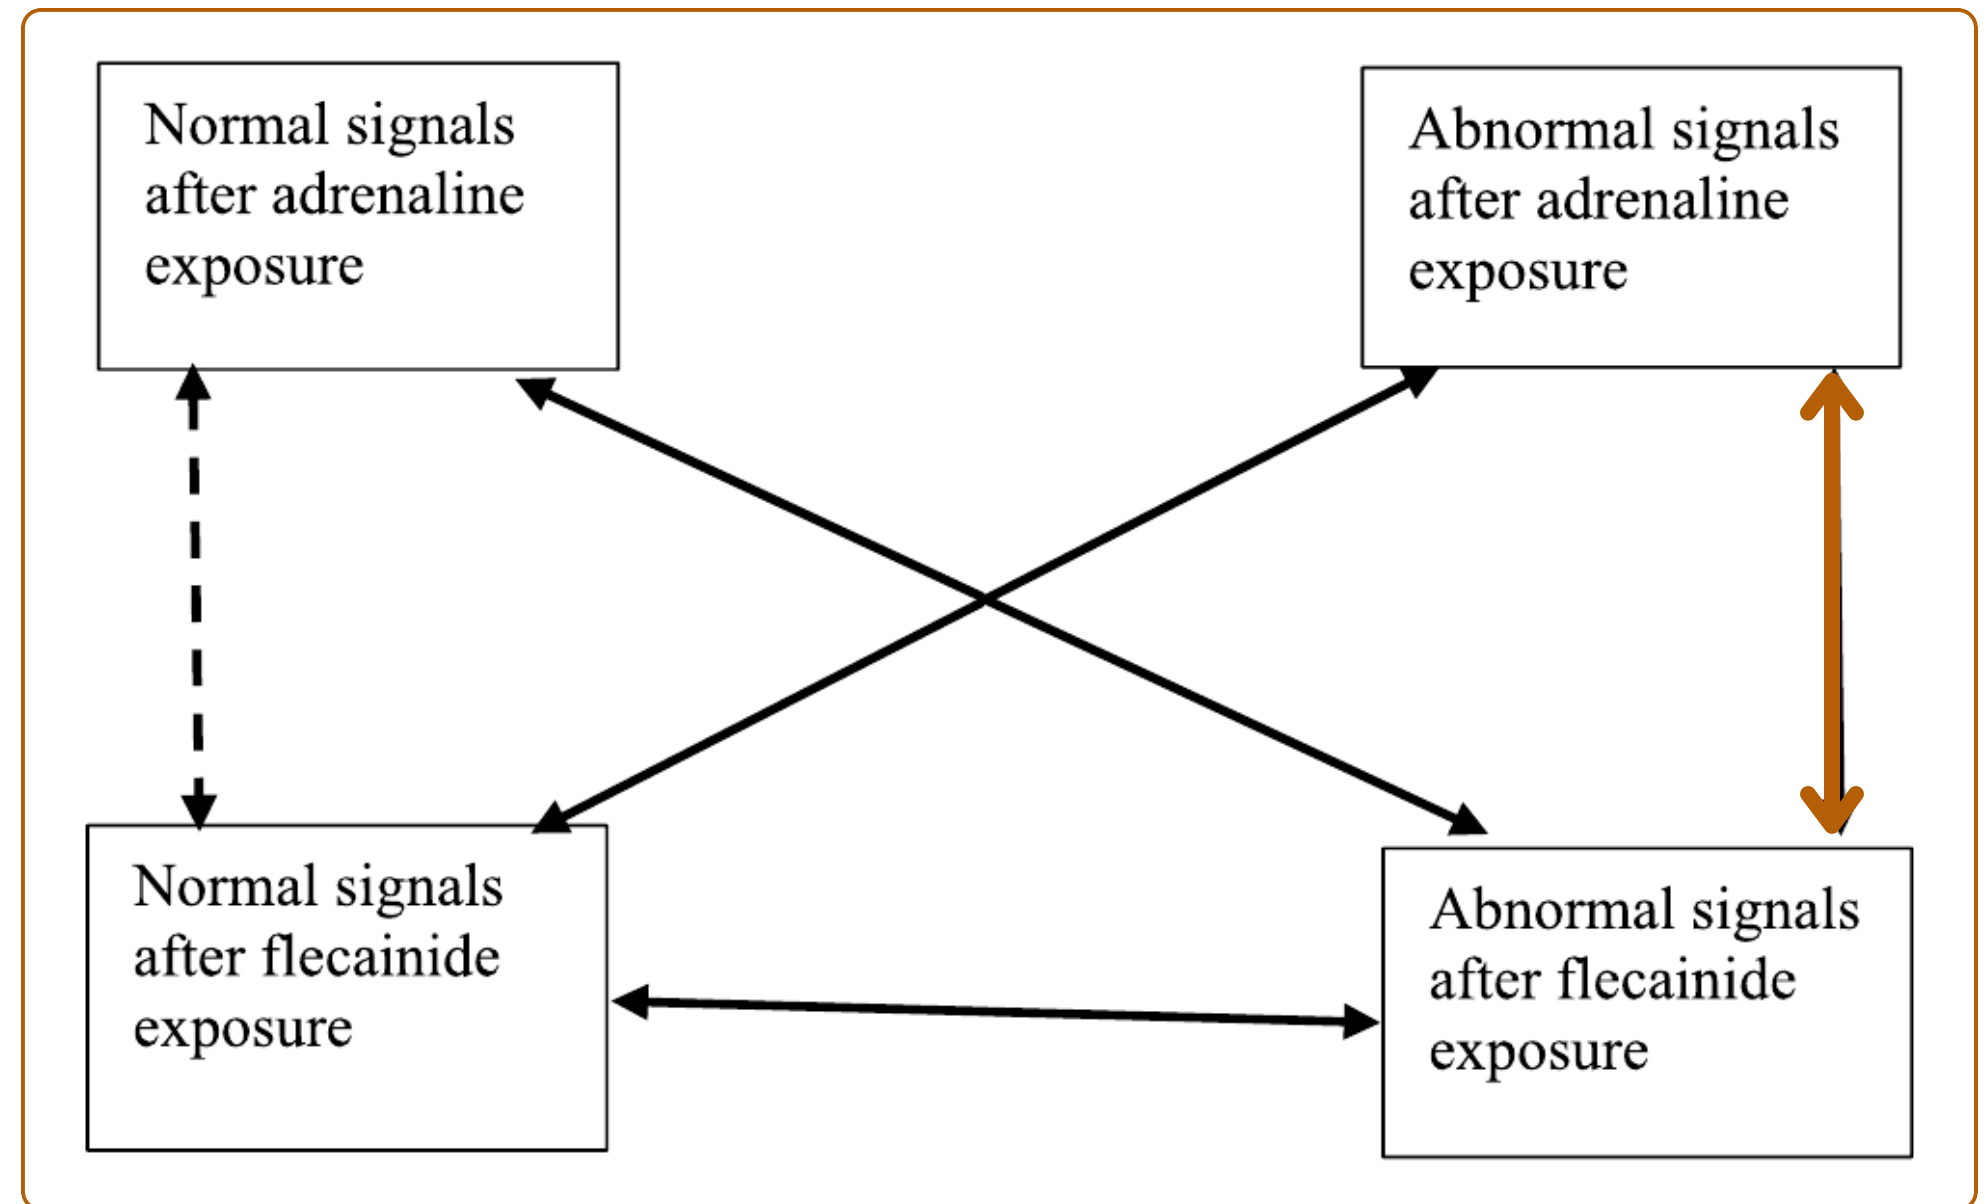 Normal signals
after adrenaline
exposure
Abnormal signals
after adrenaline
exposure
Normal signals
after flecainide
exposure
Abnormal signals
after flecainide
exposure